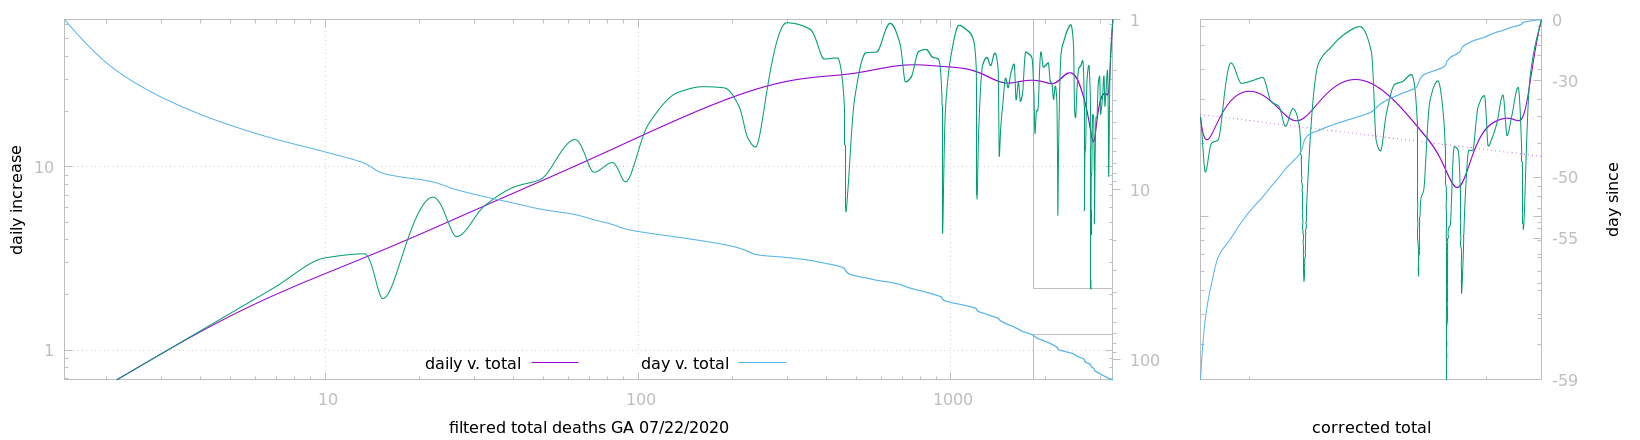 daily increase
10
1
daily v. total
day v. total
10
100
1000
filtered total deaths GA 07/22/2020
1
10
100
0
-30
-50
-55
-59
day since
corrected total